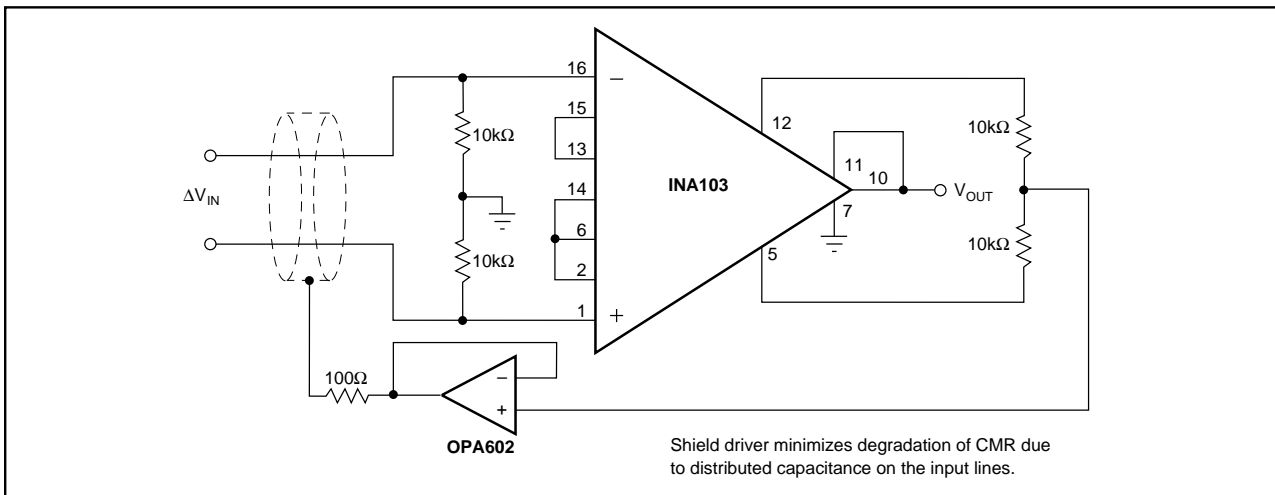 16
−
15
12
10kΩ
10kΩ
13
11
INA103
10
ΔV_IN
14
V_OUT
7
6
10kΩ
10kΩ
5
2
1
+
100Ω
−
+
OPA602
Shield driver minimizes degradation of CMR due
to distributed capacitance on the input lines.